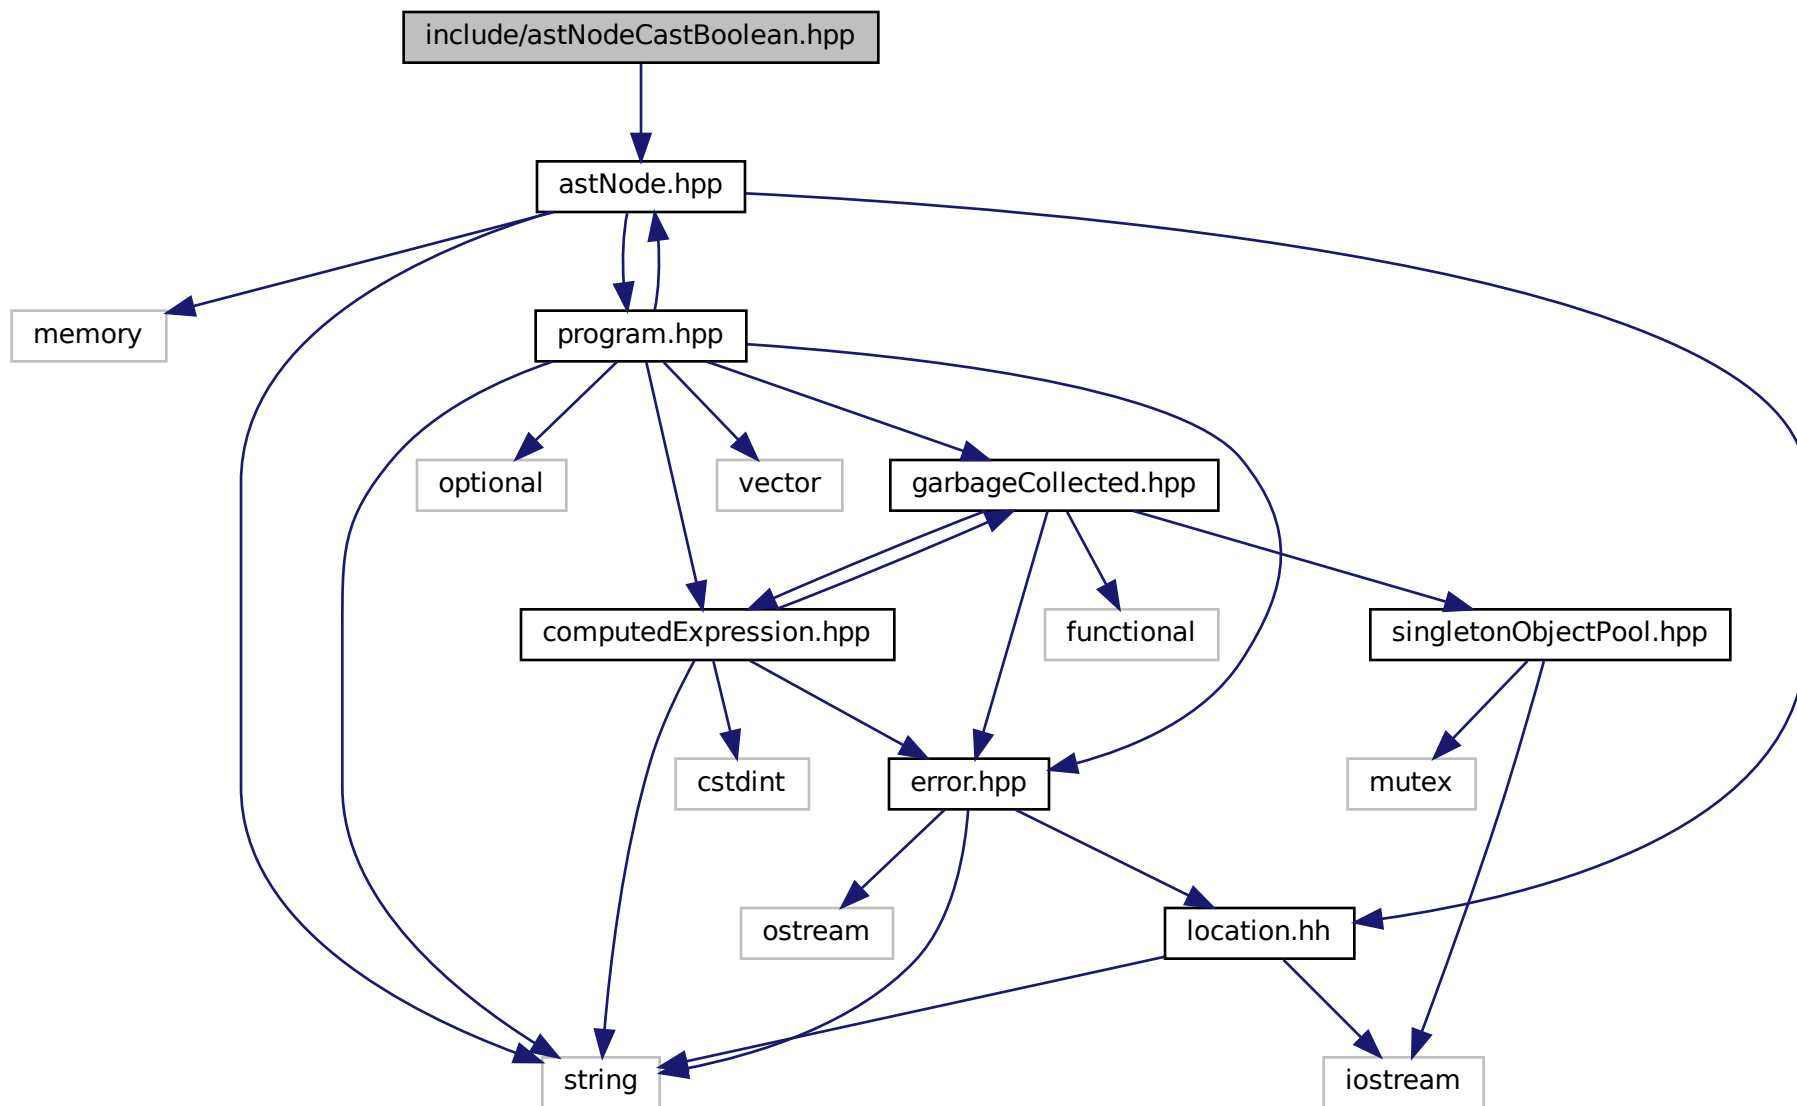 include/astNodeCastBoolean.hpp
astNode.hpp
memory
program.hpp
optional
vector
garbageCollected.hpp
computedExpression.hpp
functional
singletonObjectPool.hpp
cstdint
error.hpp
mutex
ostream
location.hh
string
iostream